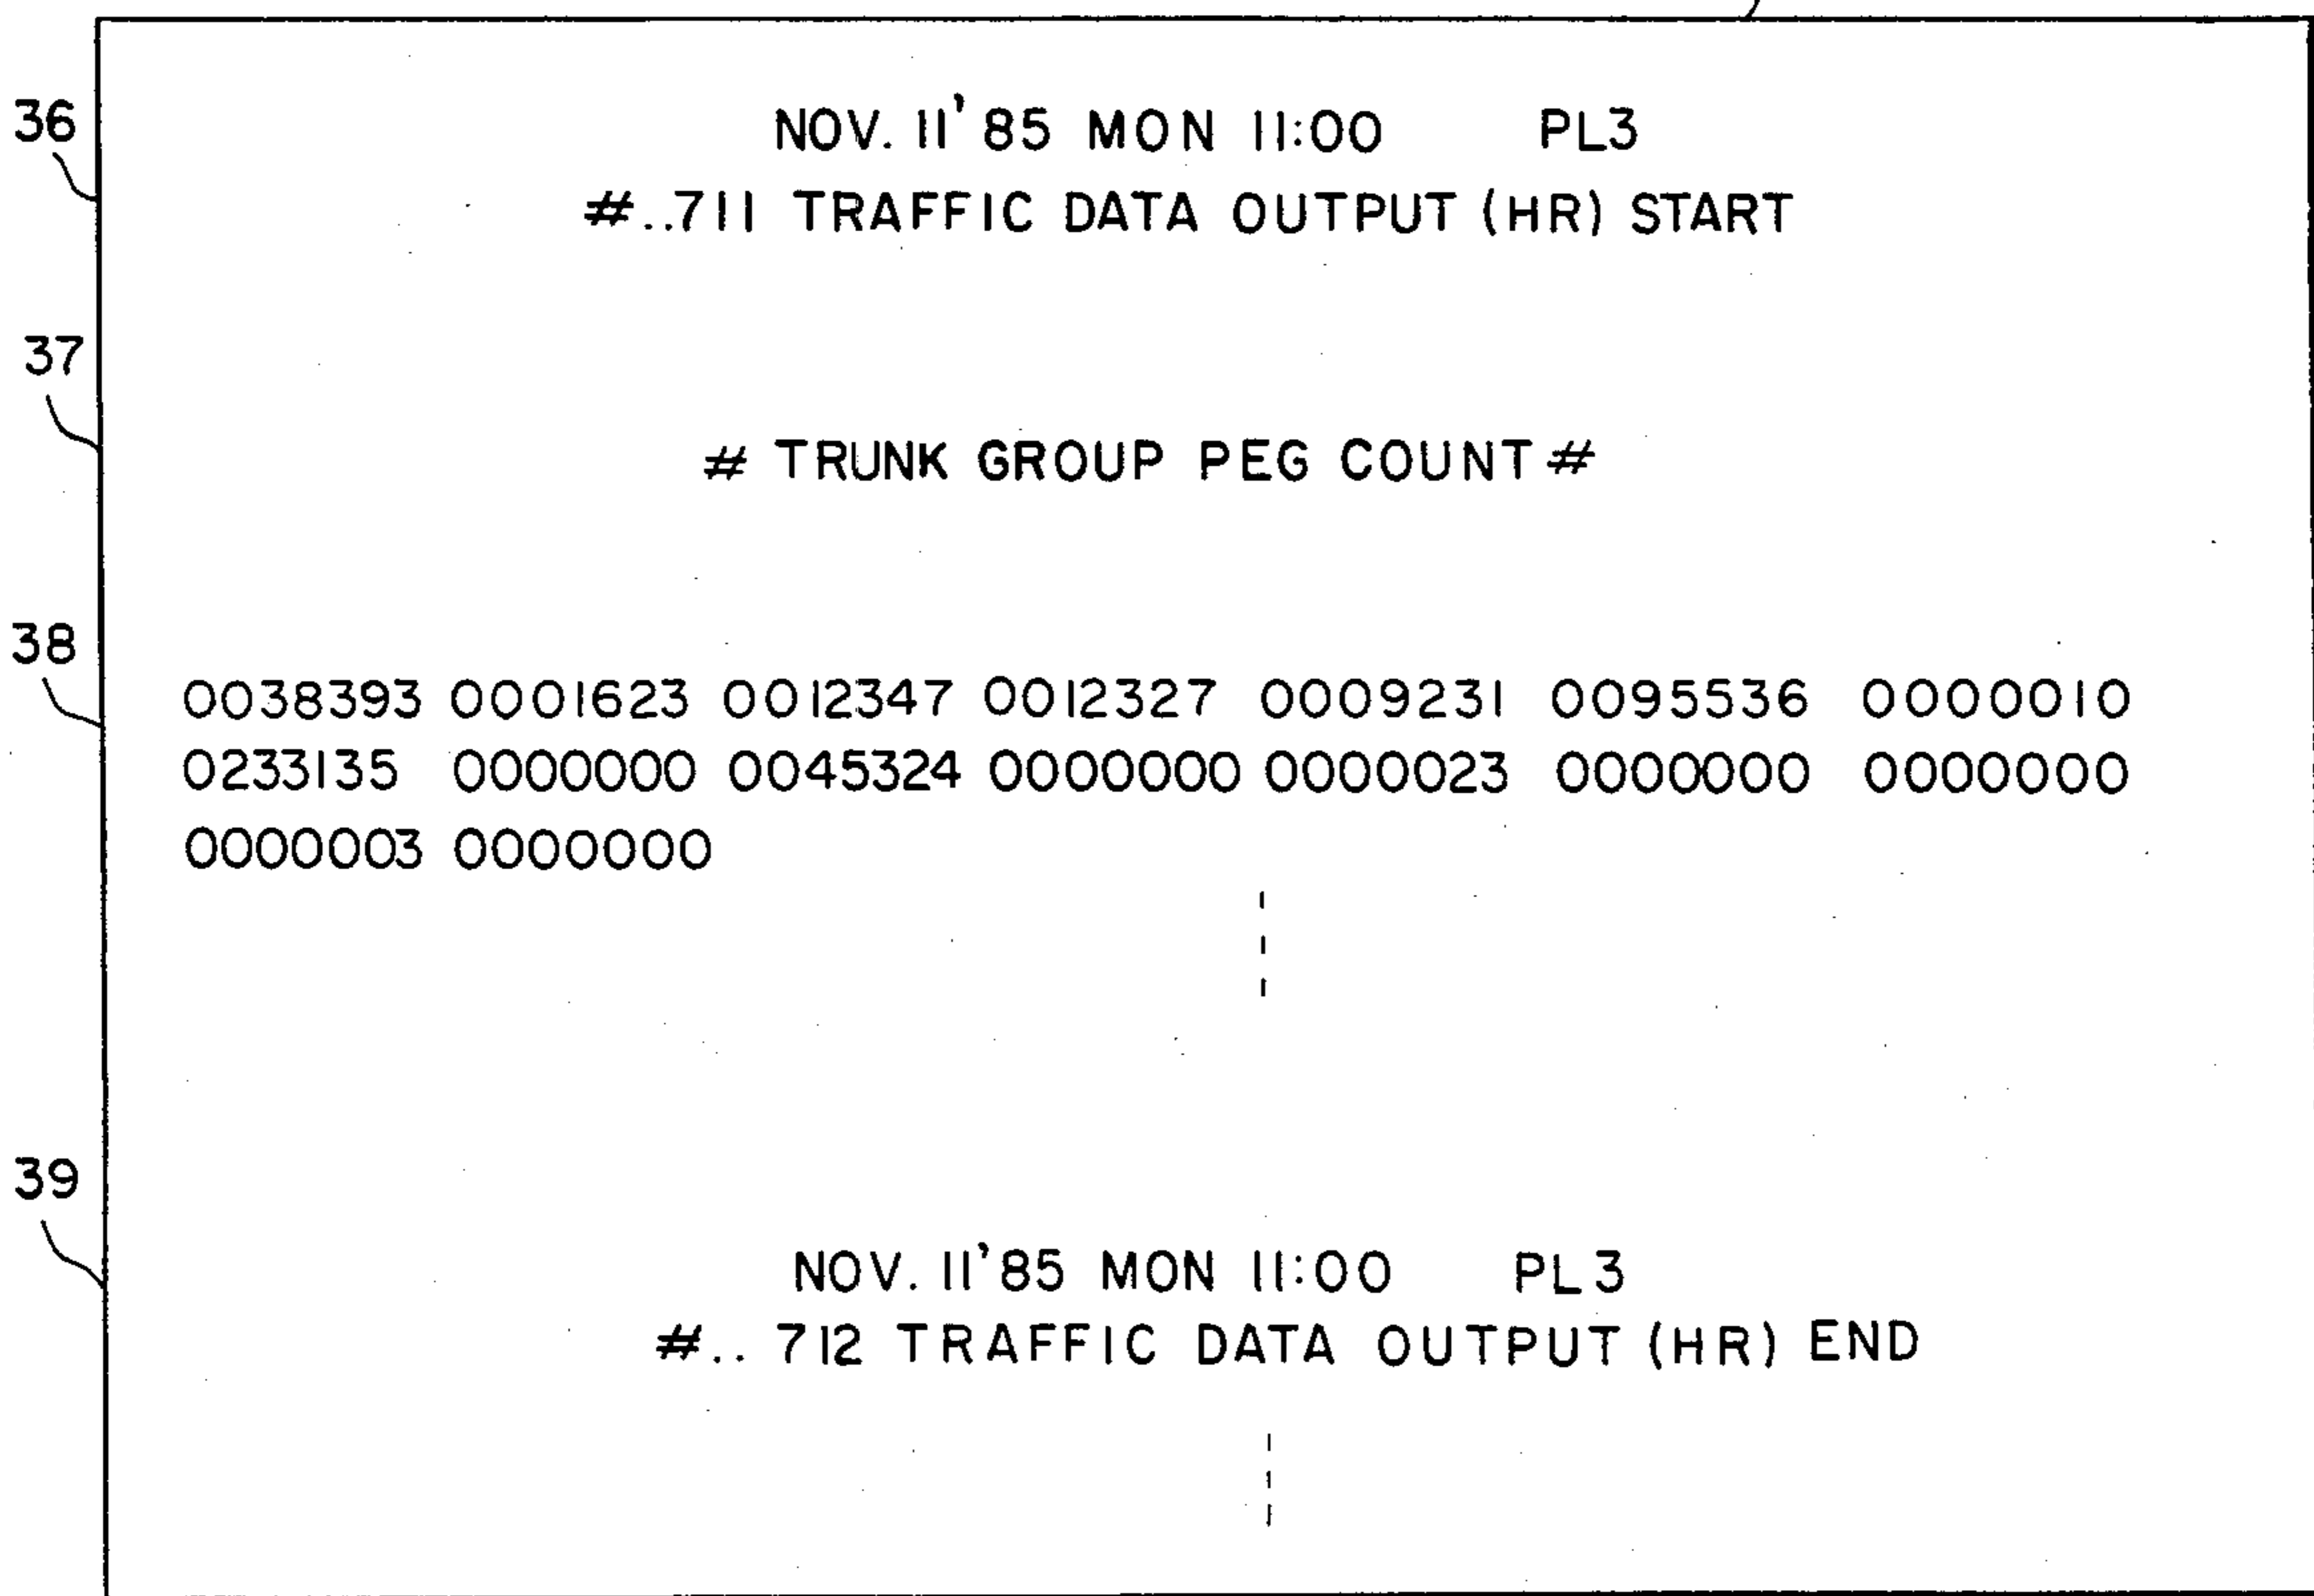 36
NOV. 11'85 MON 11:00 PL3
#..711 TRAFFIC DATA OUTPUT (HR) START
37
# TRUNK GROUP PEG COUNT #
38
0038393 0001623 0012347 0012327 0009231 0095536 0000010
0233135 0000000 0045324 0000000 0000023 0000000 0000000
0000003 0000000
39
NOV. 11'85 MON 11:00 PL3
#.. 712 TRAFFIC DATA OUTPUT (HR) END